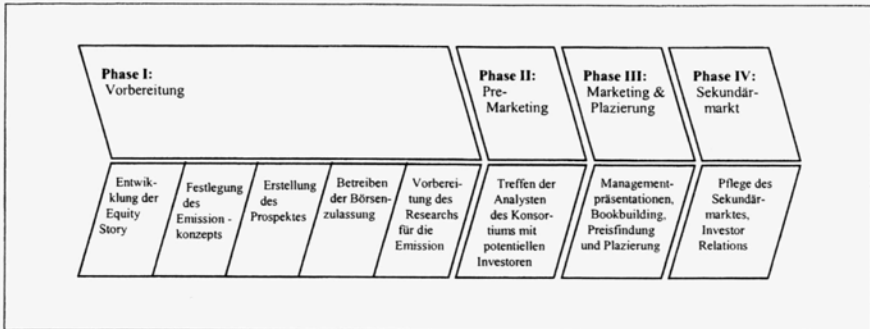 Phase I:
Vorbereitung
Phase II:
Pre-
Marketing
Phase III:
Marketing &
Plazierung
Phase IV:
Sekundär-
markt
Entwik-
klung der
Equity
Story
Festlegung
des
Emission -
konzepts
Erstellung
des
Prospektes
Betreiben
der Börsen-
zulassung
Vorberei-
tung des
Researchs
für die
Emission
Treffen der
Analysten
des Konsor-
tiums mit
potentiellen
Investoren
Management-
präsentationen,
Bookbuilding,
Preisfindung
und Plazierung
Pflege des
Sekundär-
marktes,
Investor
Relations